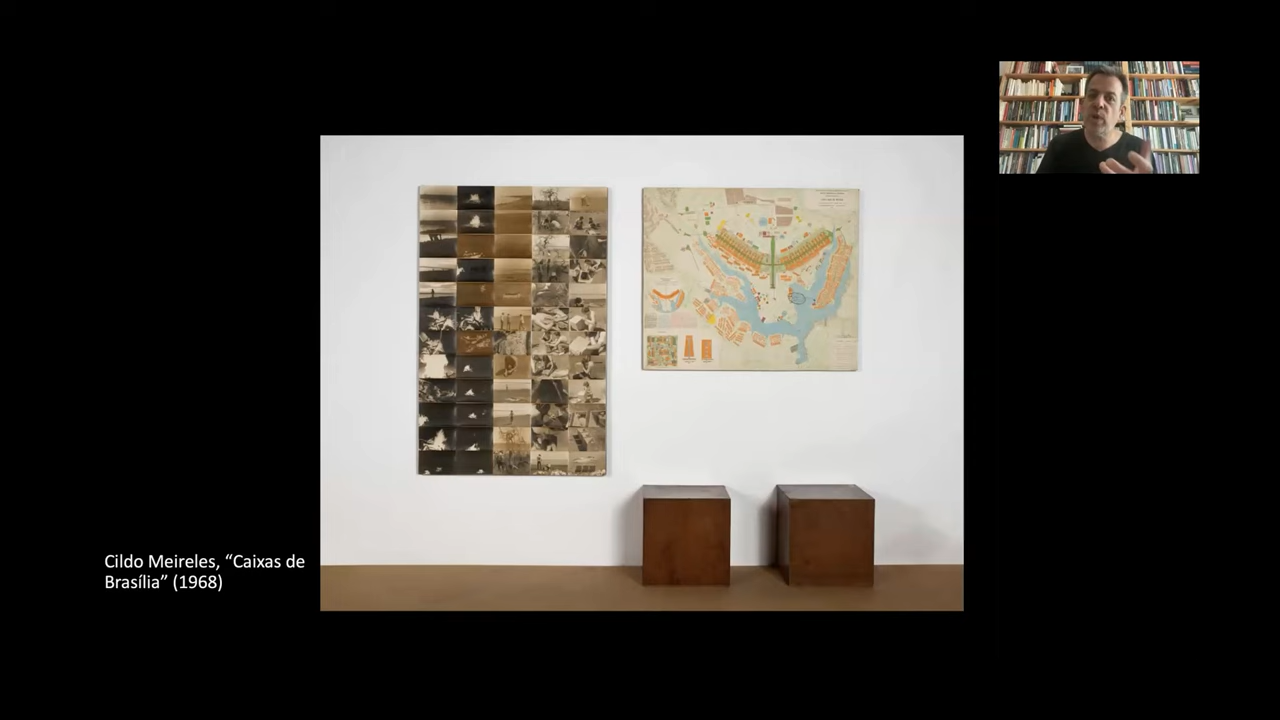 Cildo Meireles, “Caixas de
Brasília” (1968)